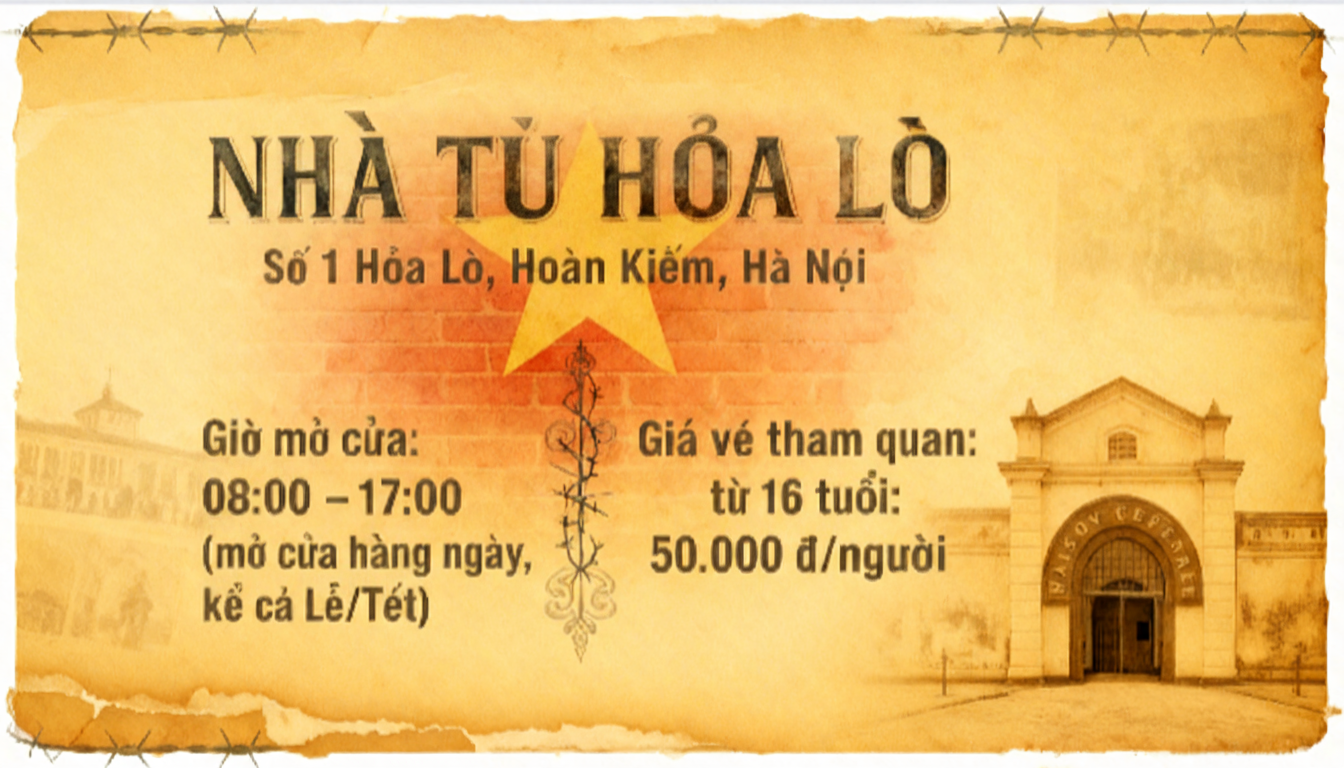 NHÀ TÙ HỎA LÒ
Số 1 Hỏa Lò, Hoàn Kiếm, Hà Nội
Giờ mở cửa:
08:00 – 17:00
(mở cửa hàng ngày,
kể cả Lễ/Tết)
Giá vé tham quan:
từ 16 tuổi:
50.000 đ/người